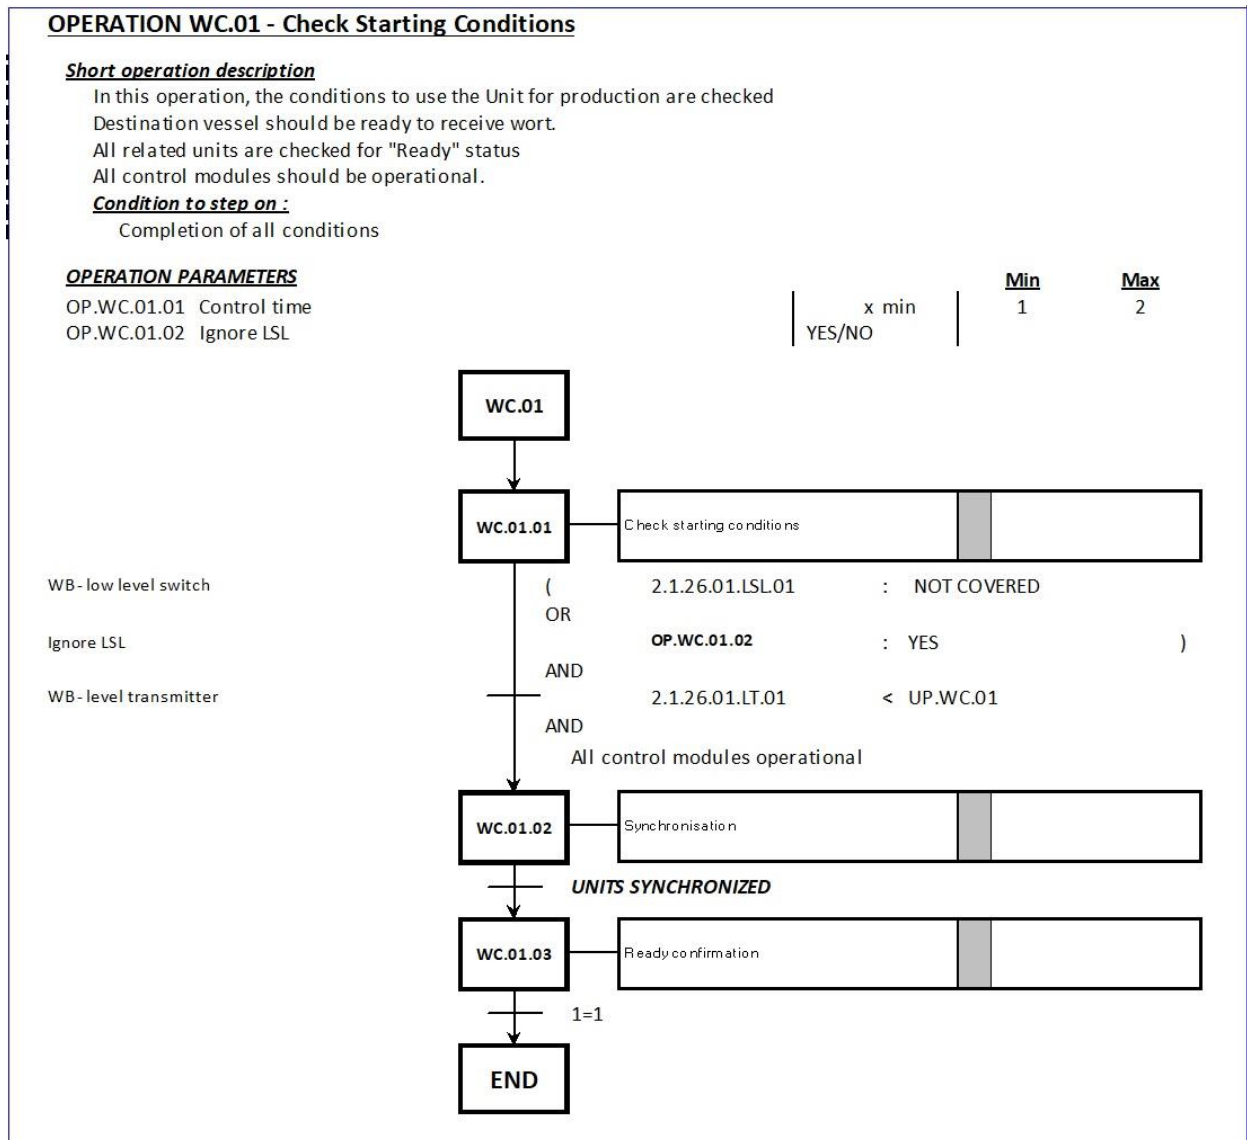 OPERATION WC.01 - Check Starting Conditions
Short operation description
In this operation, the conditions to use the Unit for production are checked
Destination vessel should be ready to receive wort.
All related units are checked for "Ready" status
All control modules should be operational.
Condition to step on :
Completion of all conditions
OPERATION PARAMETERS Min Max
OP.WC.01.01 Control time x min 1 2
OP.WC.01.02 Ignore LSL YES/NO
WC.01
WC.01.01 Check starting conditions
WB- low level switch ( 2.1.26.01.LSL.01 : NOT COVERED
OR
Ignore LSL OP.WC.01.02 : YES )
AND
WB- level transmitter 2.1.26.01.LT.01 < UP.WC.01
AND
All control modules operational
WC.01.02 Synchronisation
UNITS SYNCHRONIZED
WC.01.03 Ready confirmation
1=1
END